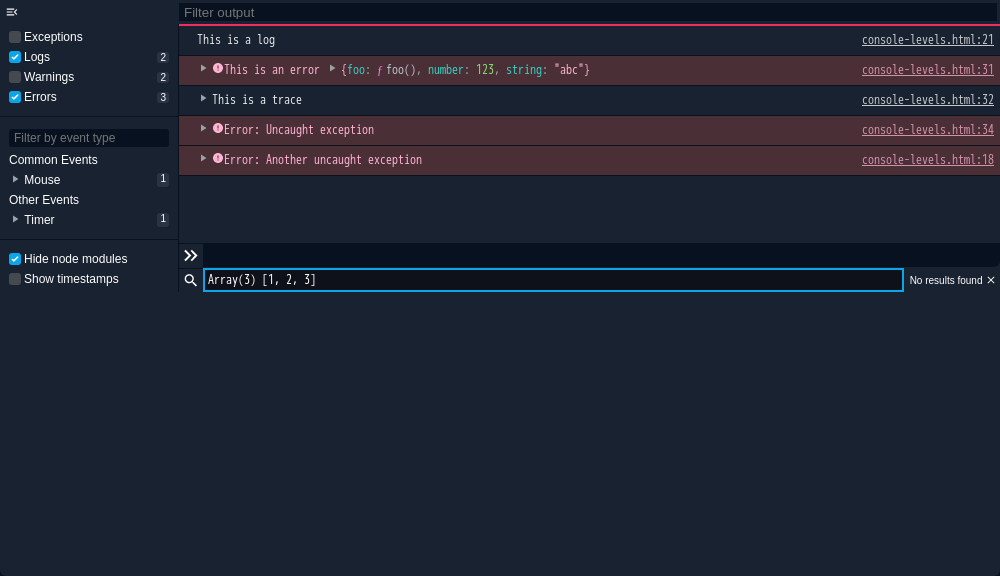 Filter output
Exceptions
Logs 2
Warnings 2
Errors 3
Filter by event type
Common Events
Mouse 1
Other Events
Timer 1
Hide node modules
Show timestamps
This is a log console-levels.html:21
This is an error {foo: ƒ foo(), number: 123, string: "abc"} console-levels.html:31
This is a trace console-levels.html:32
Error: Uncaught exception console-levels.html:34
Error: Another uncaught exception console-levels.html:18
Array(3) [1, 2, 3] No results found